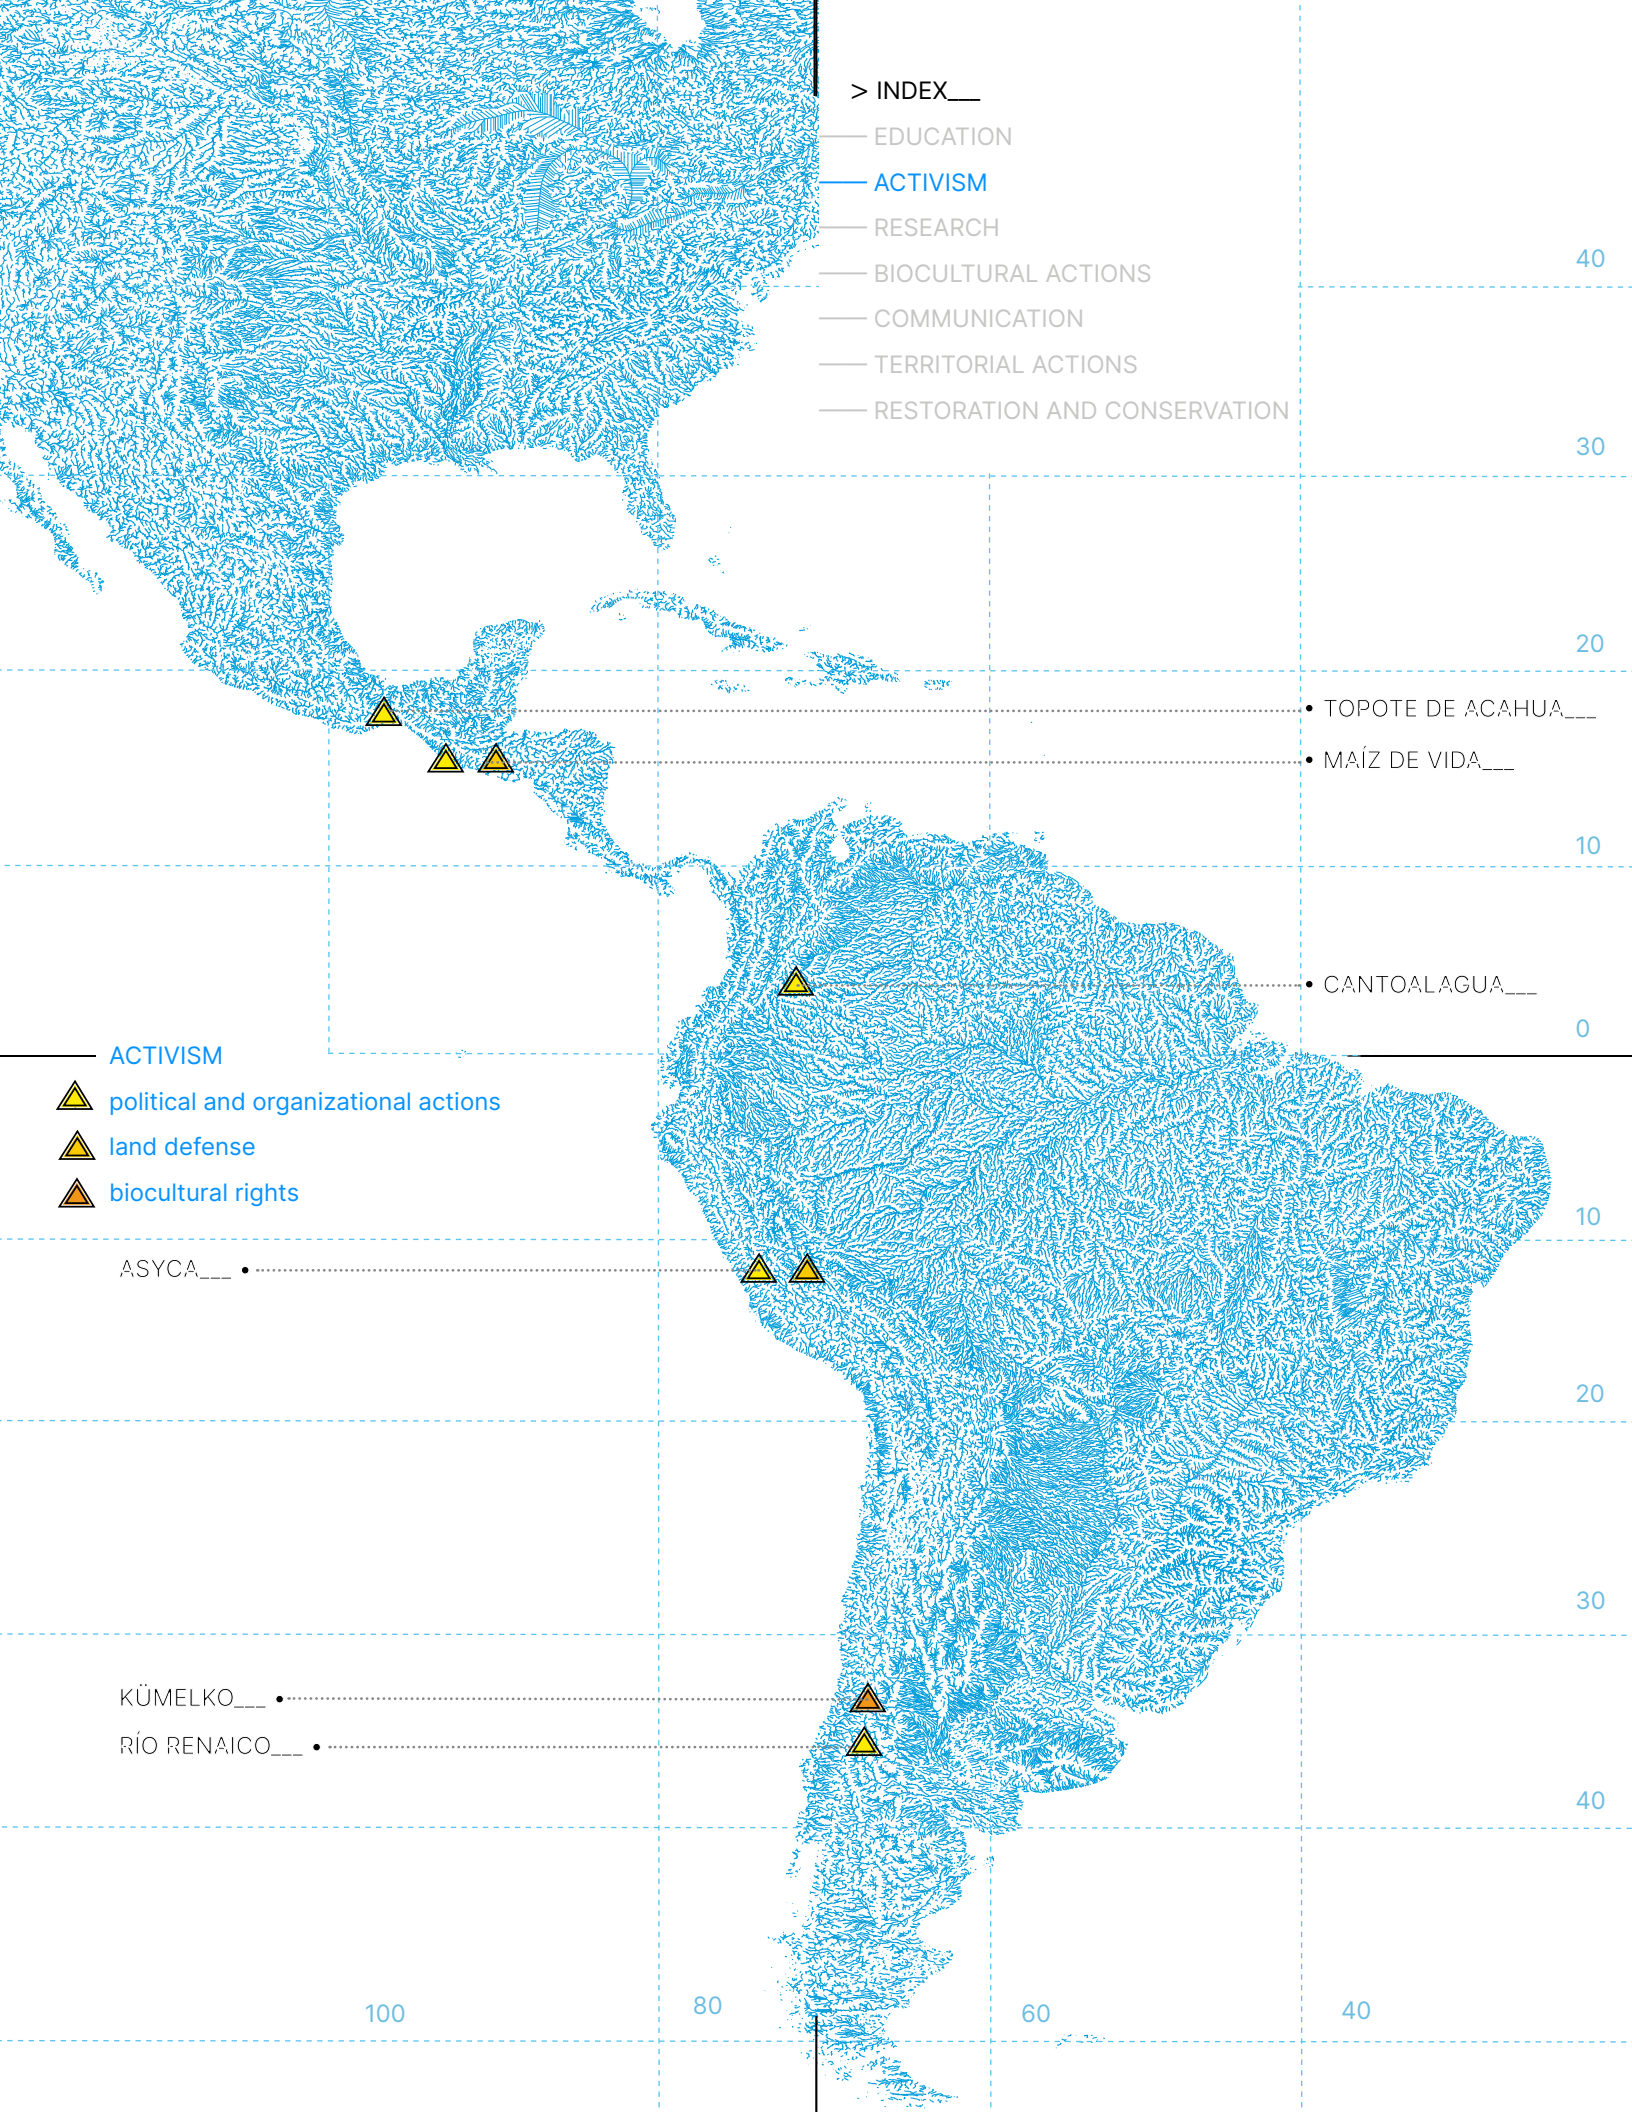 > INDEX___
EDUCATION
ACTIVISM
RESEARCH
BIOCULTURAL ACTIONS
COMMUNICATION
TERRITORIAL ACTIONS
RESTORATION AND CONSERVATION
40
30
20
TOPOTE DE ACAHUA___
MAÍZ DE VIDA___
10
CANTOALAGUA___
0
ACTIVISM
political and organizational actions
land defense
biocultural rights
10
ASYCA___
20
30
KÜMELKO___
RÍO RENAICO___
40
100
80
60
40